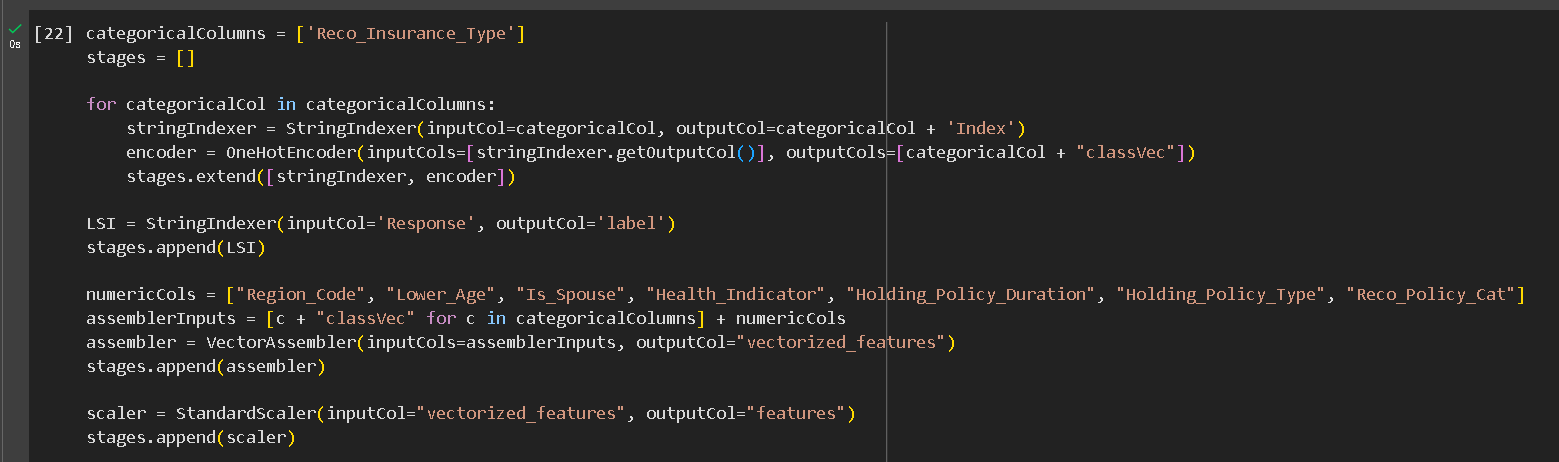 [22] categoricalColumns = ['Reco_Insurance_Type']
0s
stages = []
for categoricalCol in categoricalColumns:
    stringIndexer = StringIndexer(inputCol=categoricalCol, outputCol=categoricalCol + 'Index')
    encoder = OneHotEncoder(inputCols=[stringIndexer.getOutputCol()], outputCols=[categoricalCol + "classVec"])
    stages.extend([stringIndexer, encoder])
LSI = StringIndexer(inputCol='Response', outputCol='label')
stages.append(LSI)
numericCols = ["Region_Code", "Lower_Age", "Is_Spouse", "Health_Indicator", "Holding_Policy_Duration", "Holding_Policy_Type", "Reco_Policy_Cat"]
assemblerInputs = [c + "classVec" for c in categoricalColumns] + numericCols
assembler = VectorAssembler(inputCols=assemblerInputs, outputCol="vectorized_features")
stages.append(assembler)
scaler = StandardScaler(inputCol="vectorized_features", outputCol="features")
stages.append(scaler)